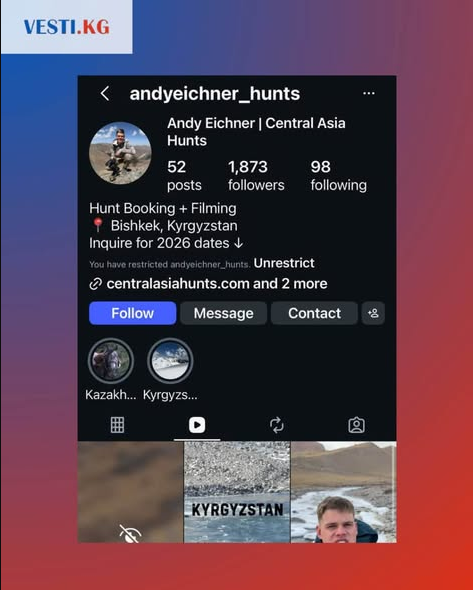 VESTI.KG
andyeichner_hunts
Andy Eichner | Central Asia
Hunts
52 1,873 98
posts followers following
Hunt Booking + Filming
📍 Bishkek, Kyrgyzstan
Inquire for 2026 dates ↓
You have restricted andyeichner_hunts. Unrestrict
centralasiahunts.com and 2 more
Follow Message Contact
Kazakh... Kyrgyzs...
KYRGYZSTAN